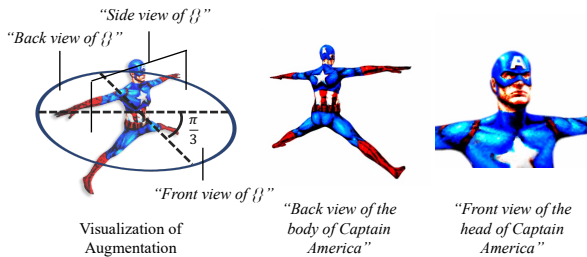 “Side view of {}”
“Back view of {}”
π
3
“Front view of {}”
Visualization of
Augmentation
“Back view of the
body of Captain
America”
“Front view of the
head of Captain
America”
A